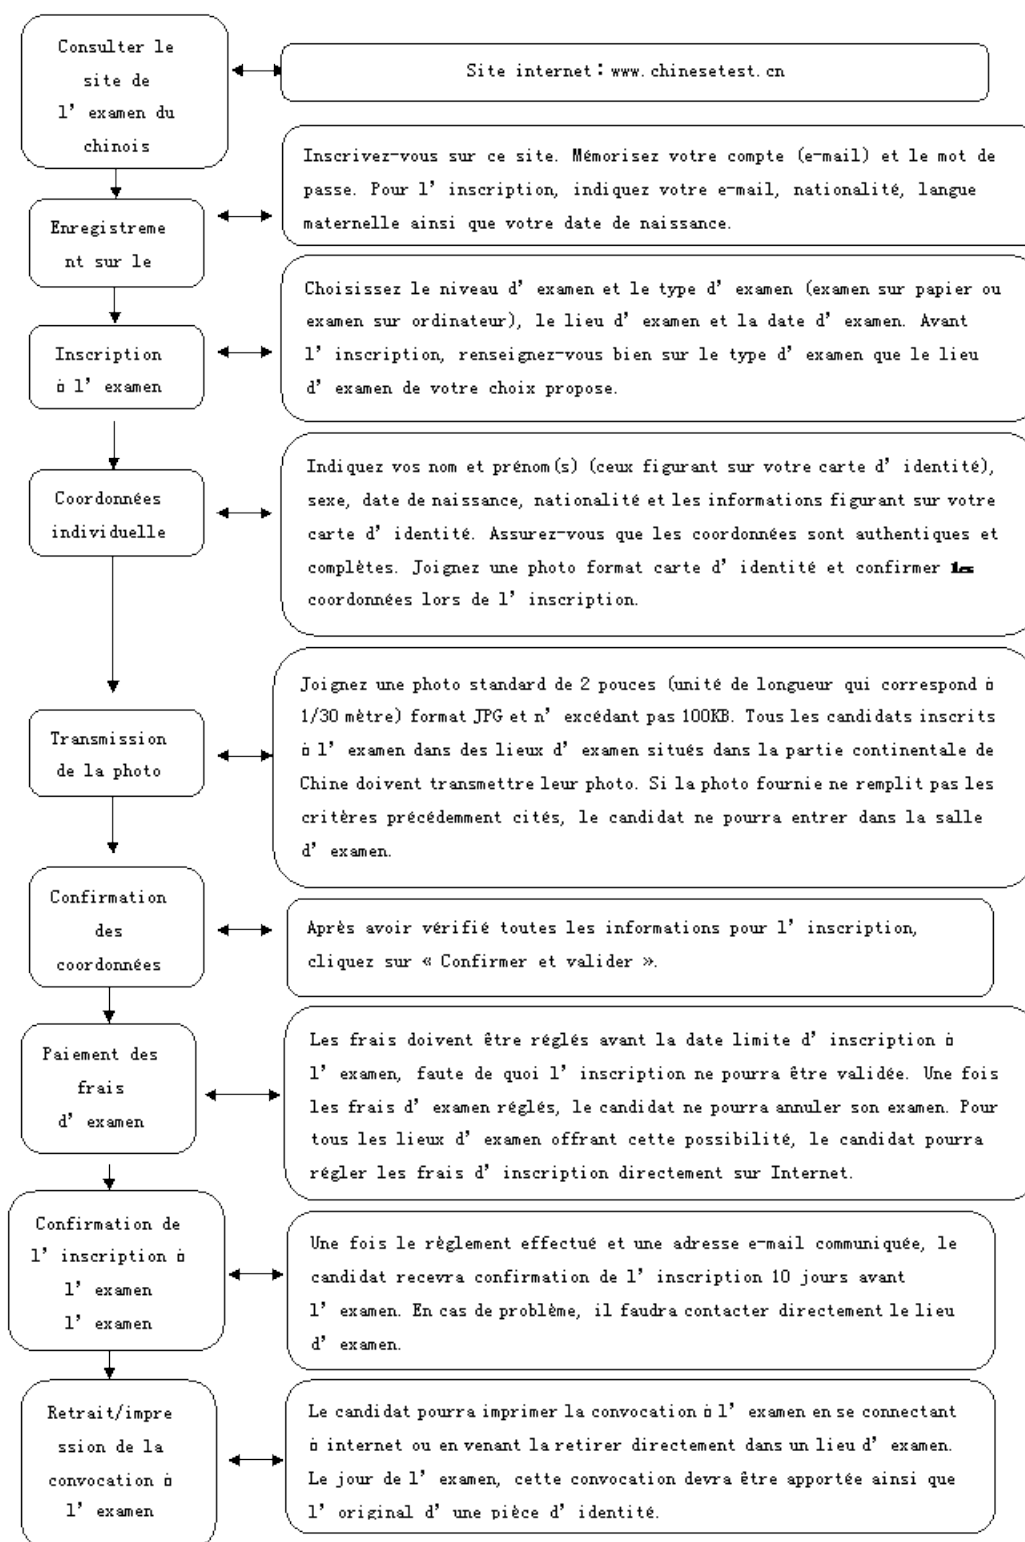 Consulter le
site de
l’examen du
chinois
Site internet：www.chinesetest.cn
Enregistreme
nt sur le
Inscrivez-vous sur ce site. Mémorisez votre compte (e-mail) et le mot de
passe. Pour l’inscription, indiquez votre e-mail, nationalité, langue
maternelle ainsi que votre date de naissance.
Inscription
à l’examen
Choisissez le niveau d’examen et le type d’examen (examen sur papier ou
examen sur ordinateur), le lieu d’examen et la date d’examen. Avant
l’inscription, renseignez-vous bien sur le type d’examen que le lieu
d’examen de votre choix propose.
Coordonnées
individuelle
Indiquez vos nom et prénom(s) (ceux figurant sur votre carte d’identité),
sexe, date de naissance, nationalité et les informations figurant sur votre
carte d’identité. Assurez-vous que les coordonnées sont authentiques et
complètes. Joignez une photo format carte d’identité et confirmer les
coordonnées lors de l’inscription.
Transmission
de la photo
Joignez une photo standard de 2 pouces (unité de longueur qui correspond à
1/30 mètre) format JPG et n’excédant pas 100KB. Tous les candidats inscrits
à l’examen dans des lieux d’examen situés dans la partie continentale de
Chine doivent transmettre leur photo. Si la photo fournie ne remplit pas les
critères précédemment cités, le candidat ne pourra entrer dans la salle
d’examen.
Confirmation
des
coordonnées
Après avoir vérifié toutes les informations pour l’inscription,
cliquez sur « Confirmer et valider ».
Paiement des
frais
d’examen
Les frais doivent être réglés avant la date limite d’inscription à
l’examen, faute de quoi l’inscription ne pourra être validée. Une fois
les frais d’examen réglés, le candidat ne pourra annuler son examen. Pour
tous les lieux d’examen offrant cette possibilité, le candidat pourra
régler les frais d’inscription directement sur Internet.
Confirmation de
l’inscription à
l’examen
l’examen
Une fois le règlement effectué et une adresse e-mail communiquée, le
candidat recevra confirmation de l’inscription 10 jours avant
l’examen. En cas de problème, il faudra contacter directement le lieu
d’examen.
Retrait/impre
ssion de la
convocation à
l’examen
Le candidat pourra imprimer la convocation à l’examen en se connectant
à internet ou en venant la retirer directement dans un lieu d’examen.
Le jour de l’examen, cette convocation devra être apportée ainsi que
l’original d’une pièce d’identité.